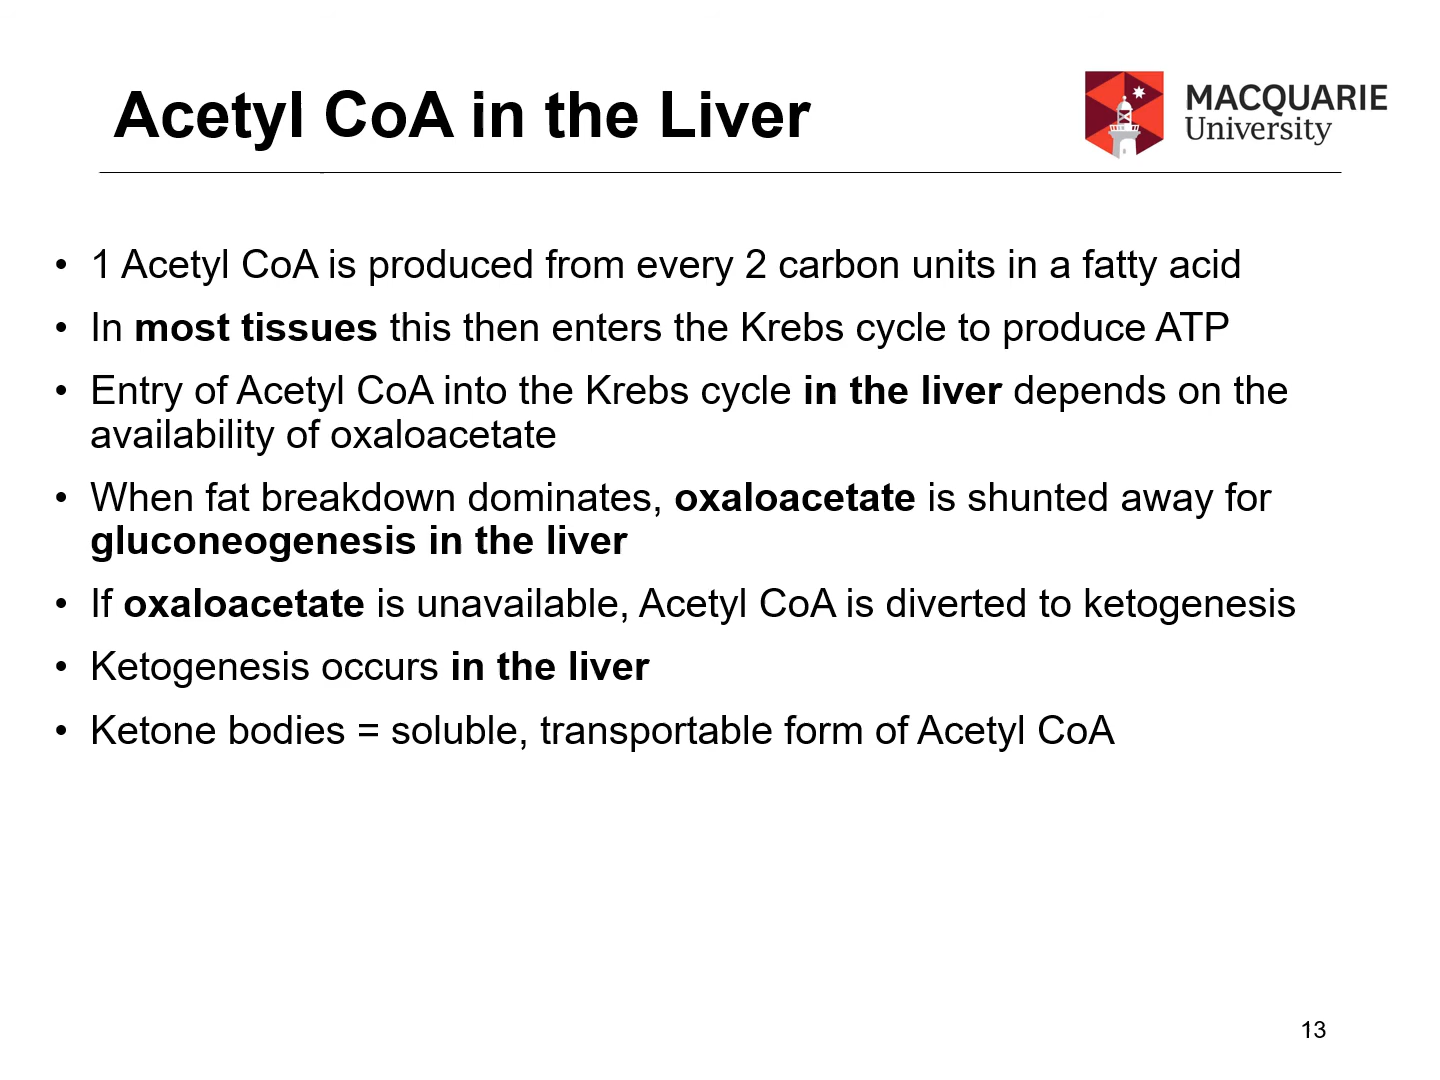 Acetyl CoA in the Liver
MACQUARIE
University
• 1 Acetyl CoA is produced from every 2 carbon units in a fatty acid
• In most tissues this then enters the Krebs cycle to produce ATP
• Entry of Acetyl CoA into the Krebs cycle in the liver depends on the
availability of oxaloacetate
• When fat breakdown dominates, oxaloacetate is shunted away for
gluconeogenesis in the liver
• If oxaloacetate is unavailable, Acetyl CoA is diverted to ketogenesis
• Ketogenesis occurs in the liver
• Ketone bodies = soluble, transportable form of Acetyl CoA
13